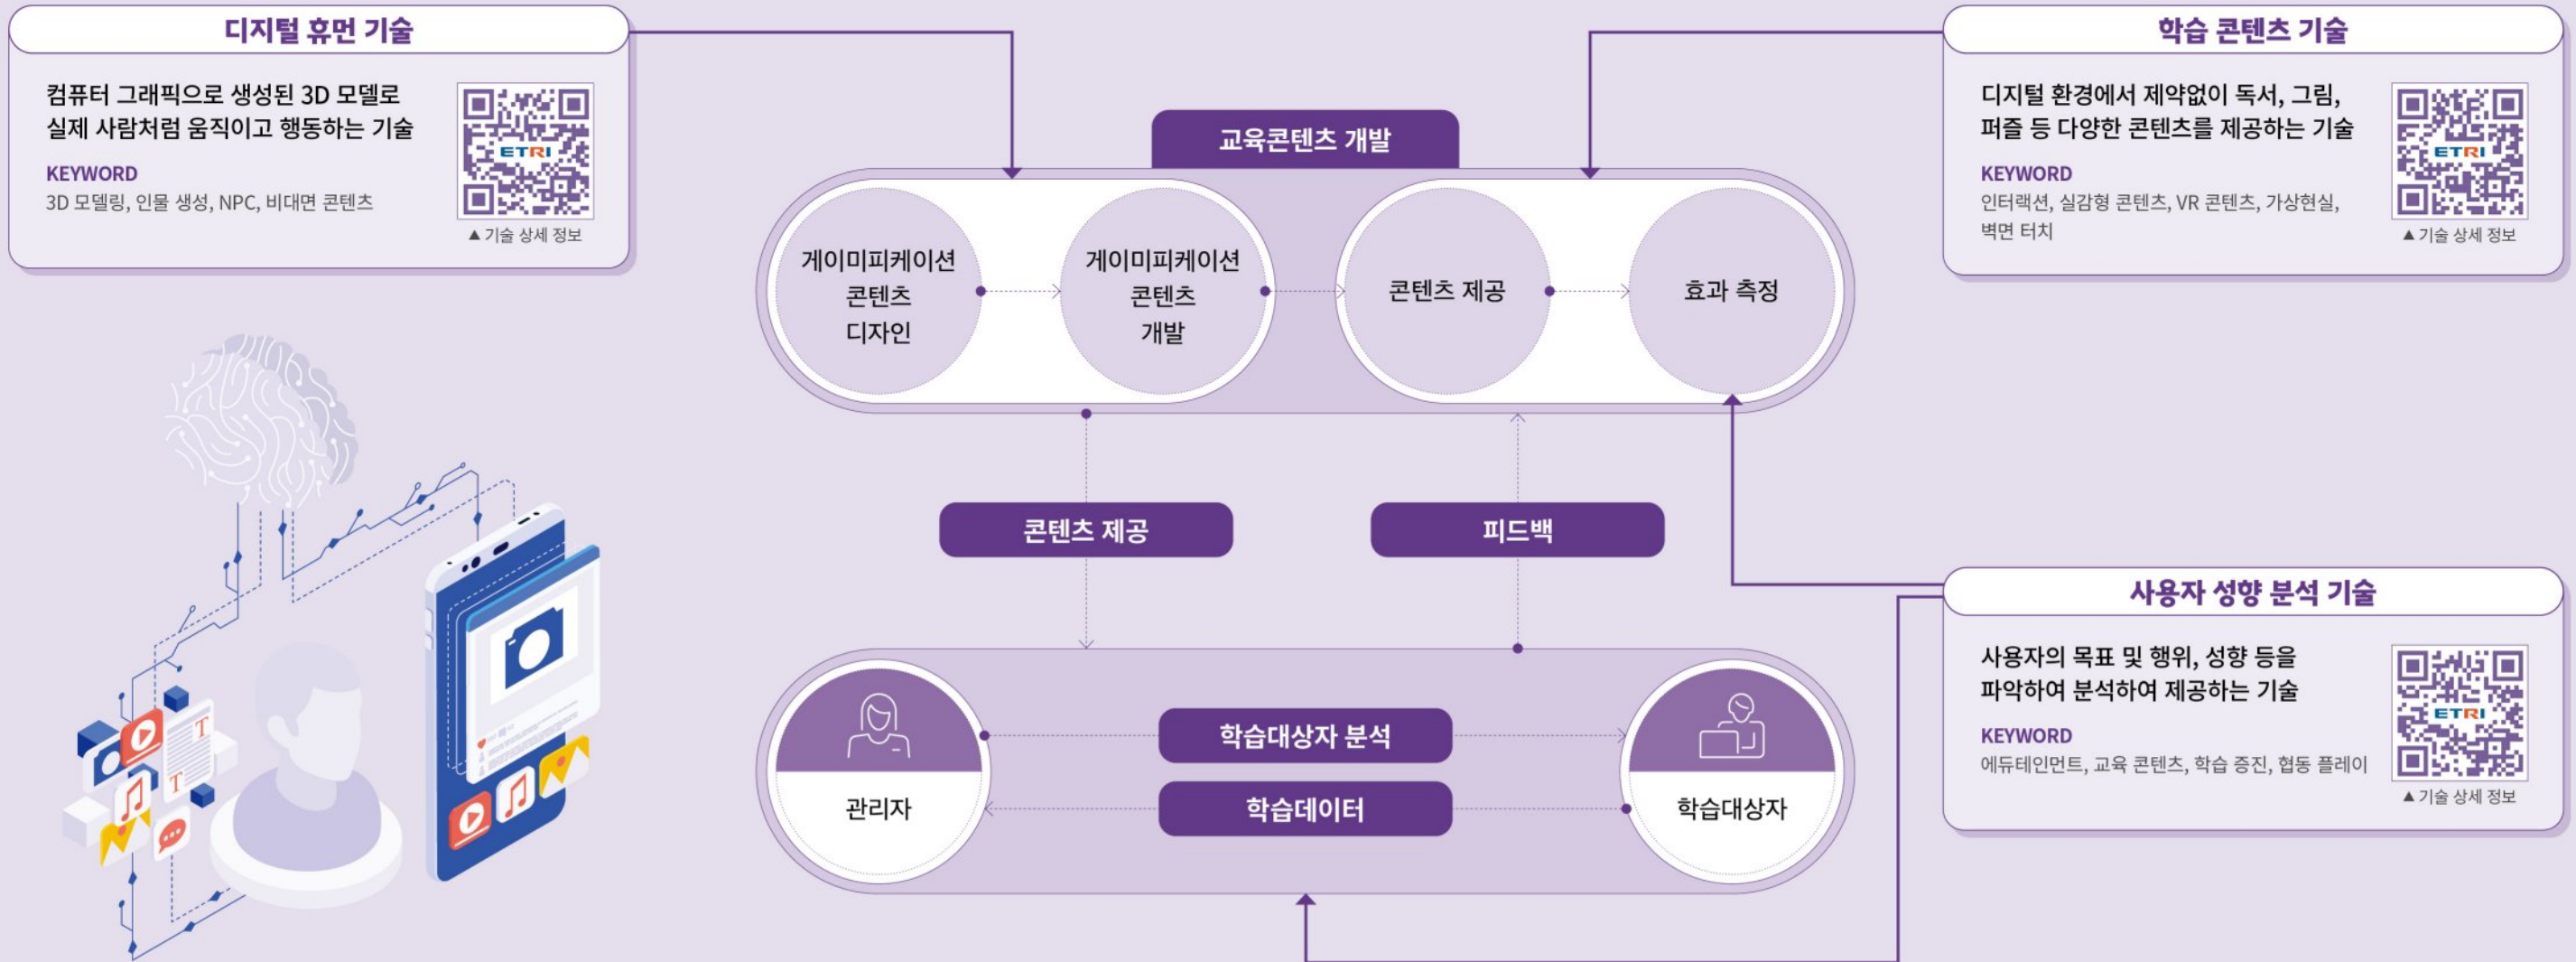 디지털 휴먼 기술
컴퓨터 그래픽으로 생성된 3D 모델로
실제 사람처럼 움직이고 행동하는 기술
KEYWORD
3D 모델링, 인물 생성, NPC, 비대면 콘텐츠
ETRI
▲ 기술 상세 정보
학습 콘텐츠 기술
디지털 환경에서 제약없이 독서, 그림,
퍼즐 등 다양한 콘텐츠를 제공하는 기술
KEYWORD
인터랙션, 실감형 콘텐츠, VR 콘텐츠, 가상현실,
벽면 터치
ETRI
▲ 기술 상세 정보
교육콘텐츠 개발
게이미피케이션
콘텐츠
디자인
게이미피케이션
콘텐츠
개발
콘텐츠 제공
효과 측정
콘텐츠 제공
피드백
관리자
학습대상자 분석
학습데이터
학습대상자
사용자 성향 분석 기술
사용자의 목표 및 행위, 성향 등을
파악하여 분석하여 제공하는 기술
KEYWORD
에듀테인먼트, 교육 콘텐츠, 학습 증진, 협동 플레이
ETRI
▲ 기술 상세 정보
T
T